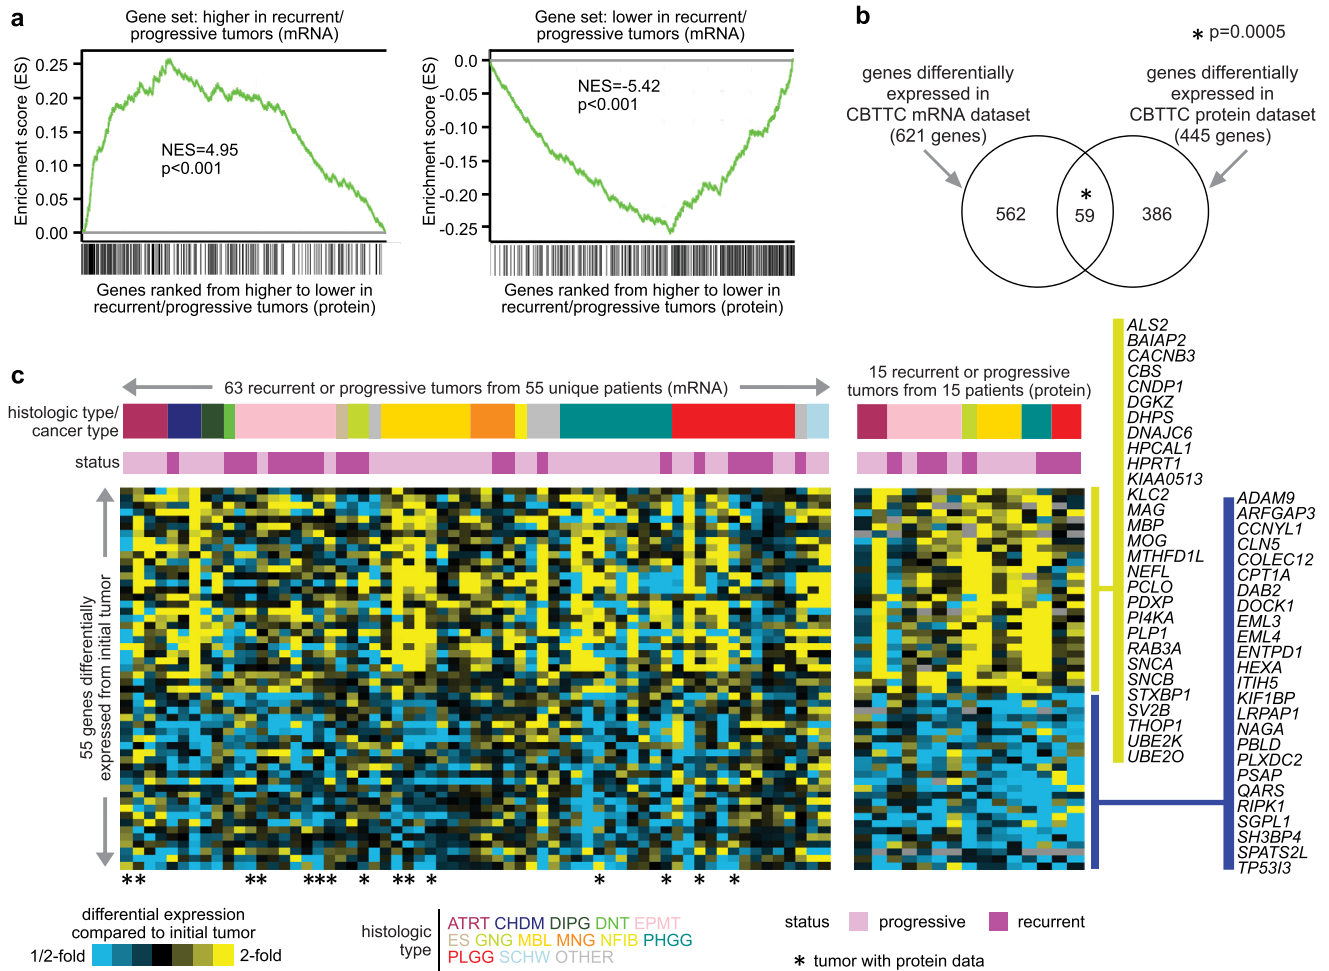 a
Gene set: higher in recurrent/
progressive tumors (mRNA)
Enrichment score (ES)
0.25
0.20
0.15
0.10
0.05
0.00
NES=4.95
p<0.001
Genes ranked from higher to lower in
recurrent/progressive tumors (protein)
Gene set: lower in recurrent/
progressive tumors (mRNA)
Enrichment score (ES)
0.0
-0.05
-0.10
-0.15
-0.20
-0.25
NES=-5.42
p<0.001
Genes ranked from higher to lower in
recurrent/progressive tumors (protein)
b
* p=0.0005
genes differentially
expressed in
CBTTC mRNA dataset
(621 genes)
genes differentially
expressed in
CBTTC protein dataset
(445 genes)
562
*
59
386
c
63 recurrent or progressive tumors from 55 unique patients (mRNA)
15 recurrent or progressive
tumors from 15 patients (protein)
histologic type/
cancer type
status
55 genes differentially
expressed from initial tumor
ALS2
BAIAP2
CACNB3
CBS
CNDP1
DGKZ
DHPS
DNAJC6
HPCAL1
HPRT1
KIAA0513
KLC2
MAG
MBP
MOG
MTHFD1L
NEFL
PCLO
PDXP
PI4KA
PLP1
RAB3A
SNCA
SNCB
STXBP1
SV2B
THOP1
UBE2K
UBE2O
ADAM9
ARFGAP3
CCNYL1
CLN5
COLEC12
CPT1A
DAB2
DOCK1
EML3
EML4
ENTPD1
HEXA
ITIH5
KIF1BP
LRPAP1
NAGA
PBLD
PLXDC2
PSAP
QARS
RIPK1
SGPL1
SH3BP4
SPATS2L
TP53I3
** ** *** * ** * * * * *
differential expression
compared to initial tumor
1/2-fold
2-fold
histologic
type
ATRT CHDM DIPG DNT EPMT
ES GNG MBL MNG NFIB PHGG
PLGG SCHW OTHER
status progressive recurrent
* tumor with protein data